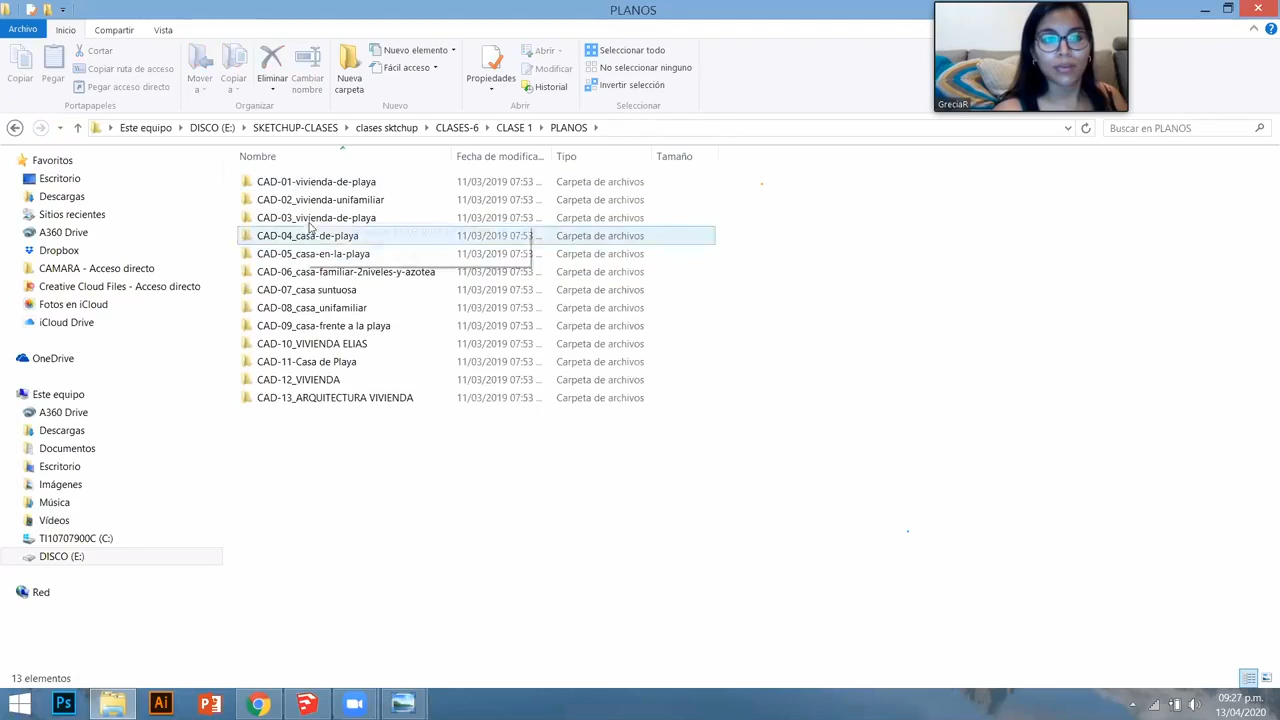 PLANOS
Archivo Inicio Compartir Vista
Copiar
Pegar
Cortar
Copiar ruta de acceso
Pegar acceso directo
Portapapeles
Mover a
Copiar a
Eliminar
Cambiar nombre
Organizar
Nueva carpeta
Nuevo elemento
Fácil acceso
Nuevo
Propiedades
Abrir
Modificar
Historial
Abrir
Seleccionar todo
No seleccionar ninguno
Invertir selección
Seleccionar
GreciaR
Este equipo DISCO (E:) SKETCHUP-CLASES clases sktchup CLASES-6 CLASE 1 PLANOS
Buscar en PLANOS
Favoritos
Escritorio
Descargas
Sitios recientes
A360 Drive
Dropbox
CAMARA - Acceso directo
Creative Cloud Files - Acceso directo
Fotos en iCloud
iCloud Drive
OneDrive
Este equipo
A360 Drive
Descargas
Documentos
Escritorio
Imágenes
Música
Vídeos
TI10707900C (C:)
DISCO (E:)
Red
Nombre Fecha de modifica... Tipo Tamaño
CAD-01-vivienda-de-playa 11/03/2019 07:53 ... Carpeta de archivos
CAD-02_vivienda-unifamiliar 11/03/2019 07:53 ... Carpeta de archivos
CAD-03_vivienda-de-playa 11/03/2019 07:53 ... Carpeta de archivos
CAD-04_casa-de-playa 11/03/2019 07:53 ... Carpeta de archivos
CAD-05_casa-en-la-playa 11/03/2019 07:53 ... Carpeta de archivos
CAD-06_casa-familiar-2niveles-y-azotea 11/03/2019 07:53 ... Carpeta de archivos
CAD-07_casa suntuosa 11/03/2019 07:53 ... Carpeta de archivos
CAD-08_casa_unifamiliar 11/03/2019 07:53 ... Carpeta de archivos
CAD-09_casa-frente a la playa 11/03/2019 07:53 ... Carpeta de archivos
CAD-10_VIVIENDA ELIAS 11/03/2019 07:53 ... Carpeta de archivos
CAD-11-Casa de Playa 11/03/2019 07:53 ... Carpeta de archivos
CAD-12_VIVIENDA 11/03/2019 07:53 ... Carpeta de archivos
CAD-13_ARQUITECTURA VIVIENDA 11/03/2019 07:53 ... Carpeta de archivos
13 elementos
Ps
Ai
09:27 p.m.
13/04/2020